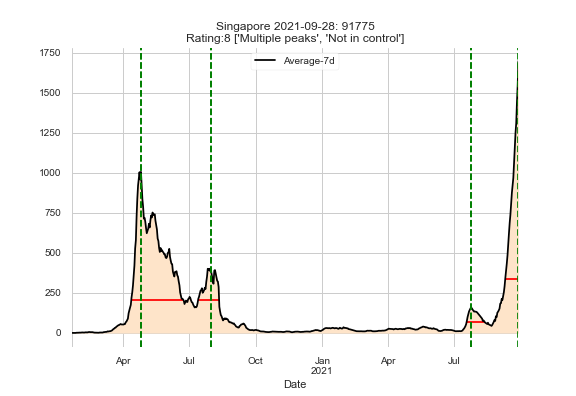 Singapore 2021-09-28: 91775
Rating:8 ['Multiple peaks', 'Not in control']
Average-7d
1750
1500
1250
1000
750
500
250
0
Apr
Jul
Oct
Jan
2021
Apr
Jul
Date